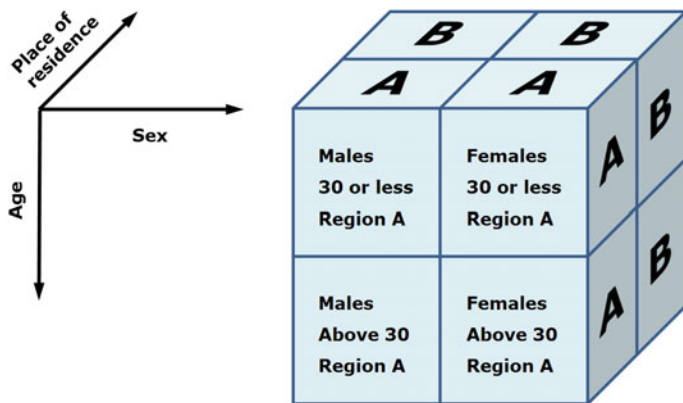 Place of
residence
Sex
Age
B B
A A
Males
30 or less
Region A
Females
30 or less
Region A
A
B
Males
Above 30
Region A
Females
Above 30
Region A
A
B